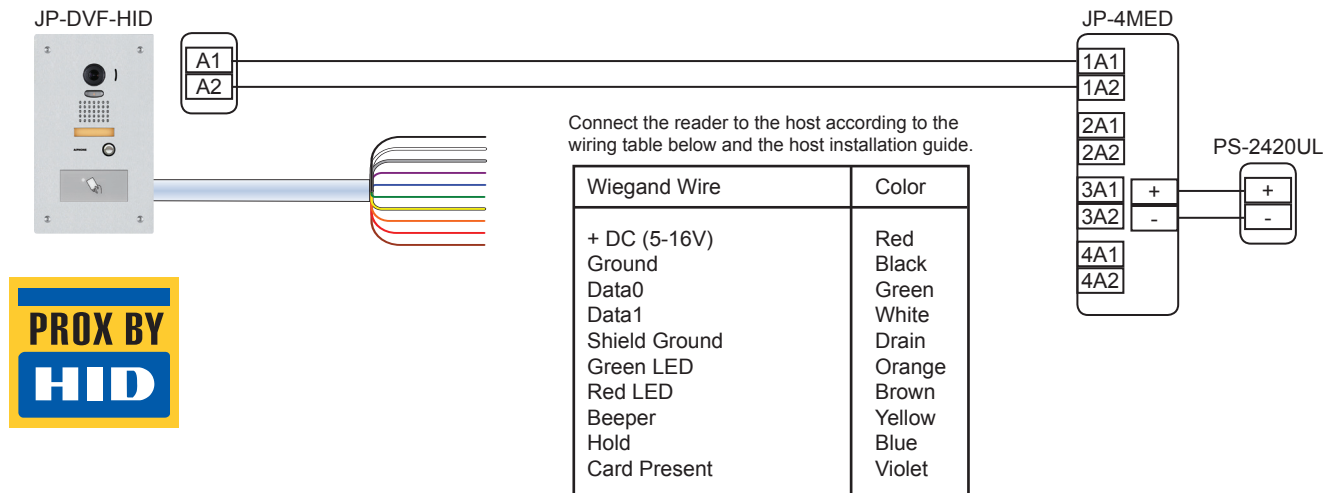 JP-DVF-HID
A1
A2
PROX BY
HID
Connect the reader to the host according to the
wiring table below and the host installation guide.
Wiegand Wire Color
+ DC (5-16V) Red
Ground Black
Data0 Green
Data1 White
Shield Ground Drain
Green LED Orange
Red LED Brown
Beeper Yellow
Hold Blue
Card Present Violet
JP-4MED
1A1
1A2
2A1
2A2
3A1 +
3A2 -
4A1
4A2
PS-2420UL
+
-